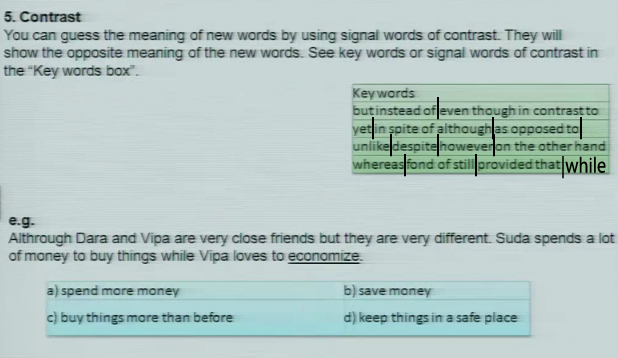 5. Contrast
You can guess the meaning of new words by using signal words of contrast. They will
show the opposite meaning of the new words. See key words or signal words of contrast in
the "Key words box".
Key words
but instead of even though in contrast to
yet in spite of although as opposed to
unlike despite however on the other hand
whereas fond of still provided that while
e.g.
Althrough Dara and Vipa are very close friends but they are very different. Suda spends a lot
of money to buy things while Vipa loves to economize.
a) spend more money b) save money
c) buy things more than before d) keep things in a safe place